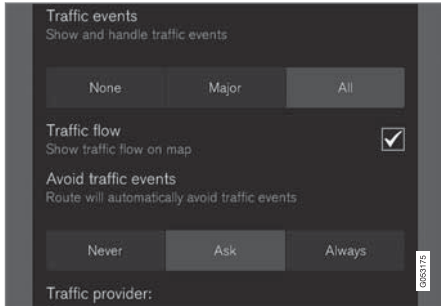 Traffic events
Show and handle traffic events
None Major All
Traffic flow
Show traffic flow on map
Avoid traffic events
Route will automatically avoid traffic events
Never Ask Always
G053175
Traffic provider: